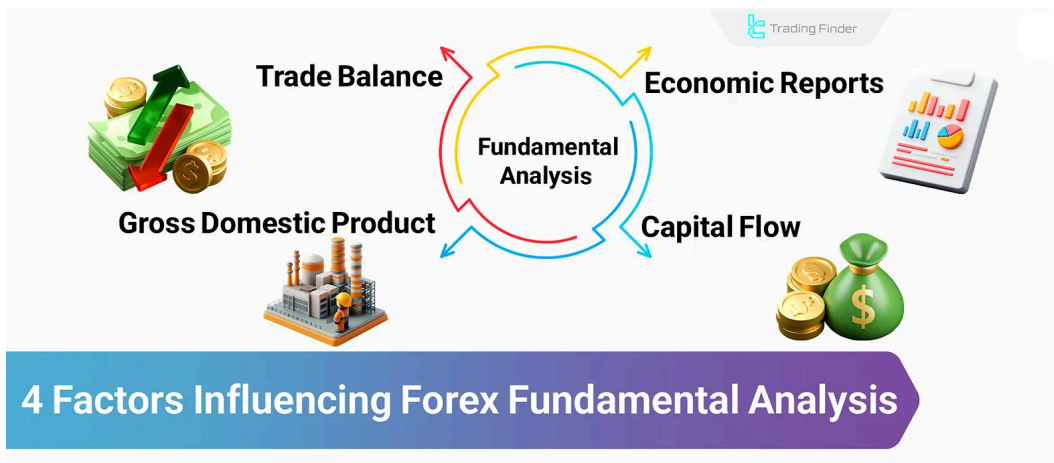 Trading Finder
Trade Balance
Economic Reports
Fundamental
Analysis
Gross Domestic Product
Capital Flow
4 Factors Influencing Forex Fundamental Analysis